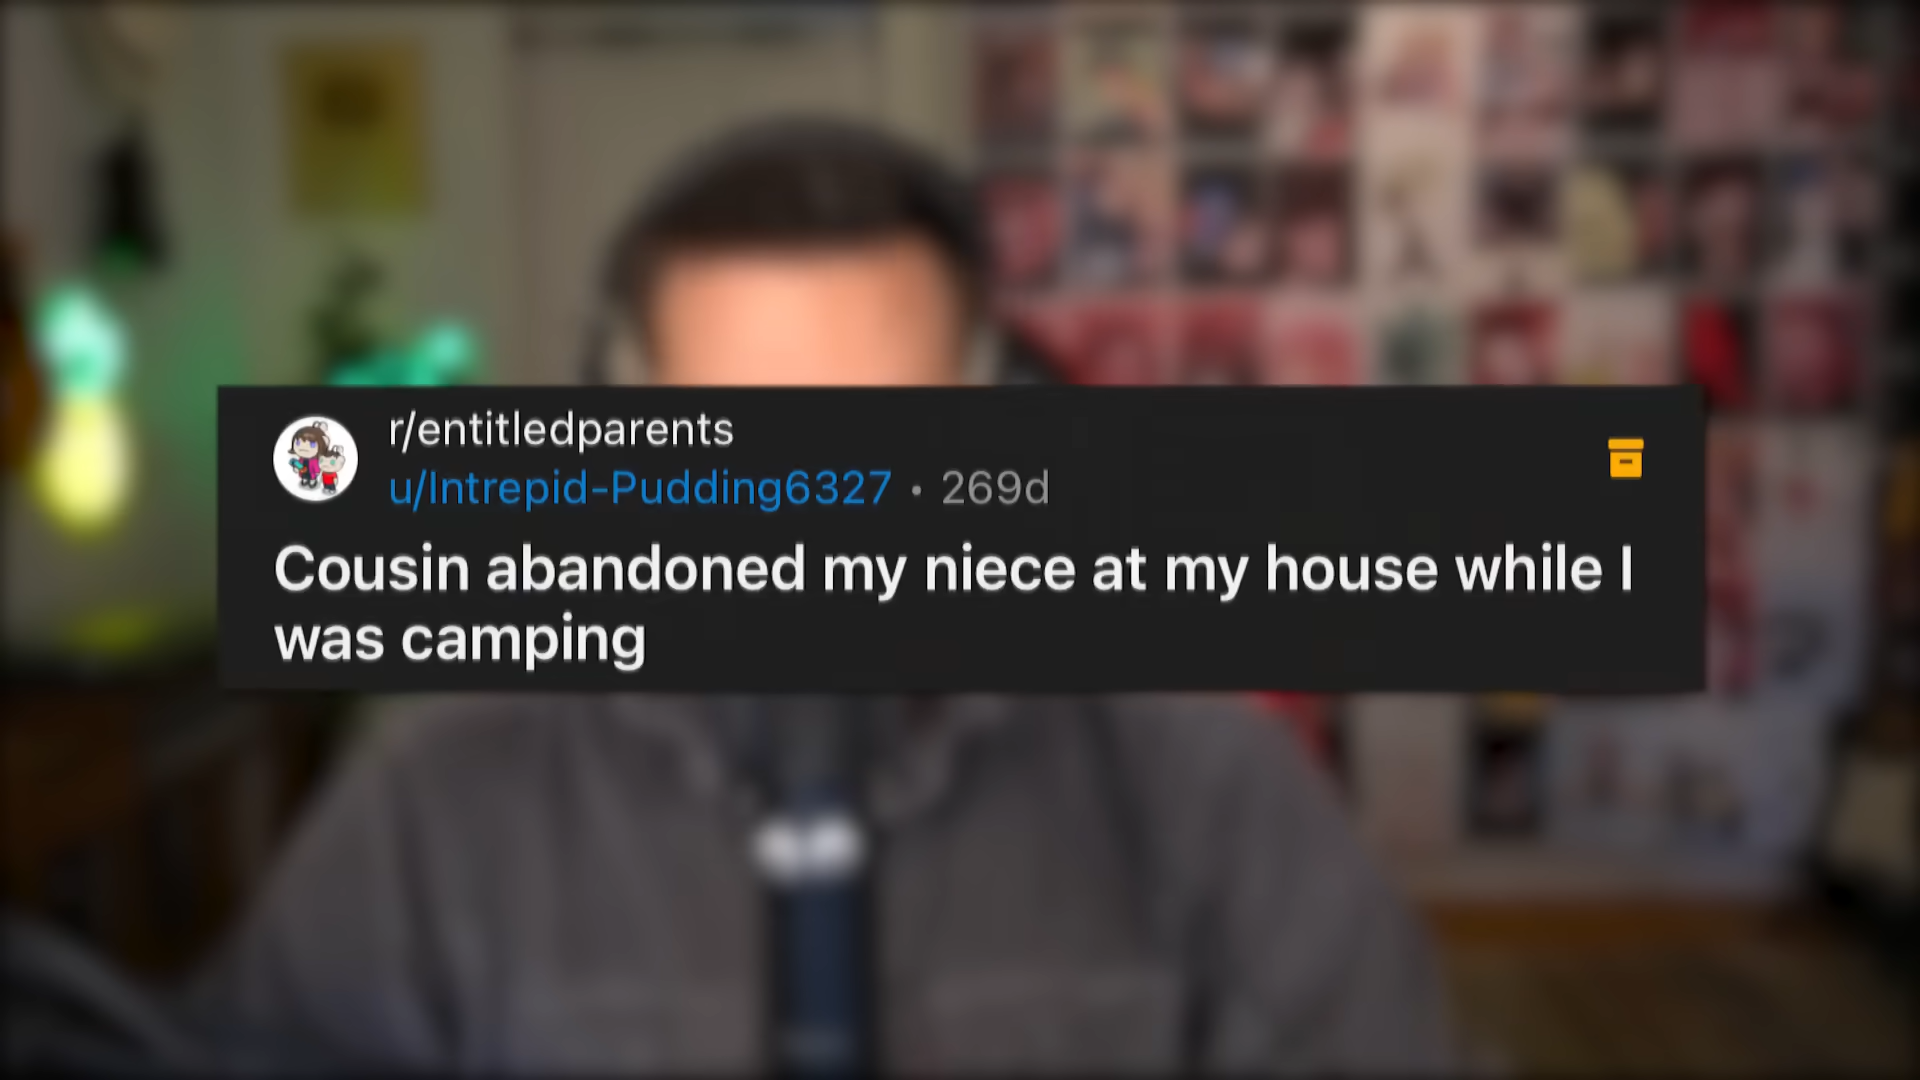 r/entitledparents
u/Intrepid-Pudding6327 • 269d
Cousin abandoned my niece at my house while I
was camping